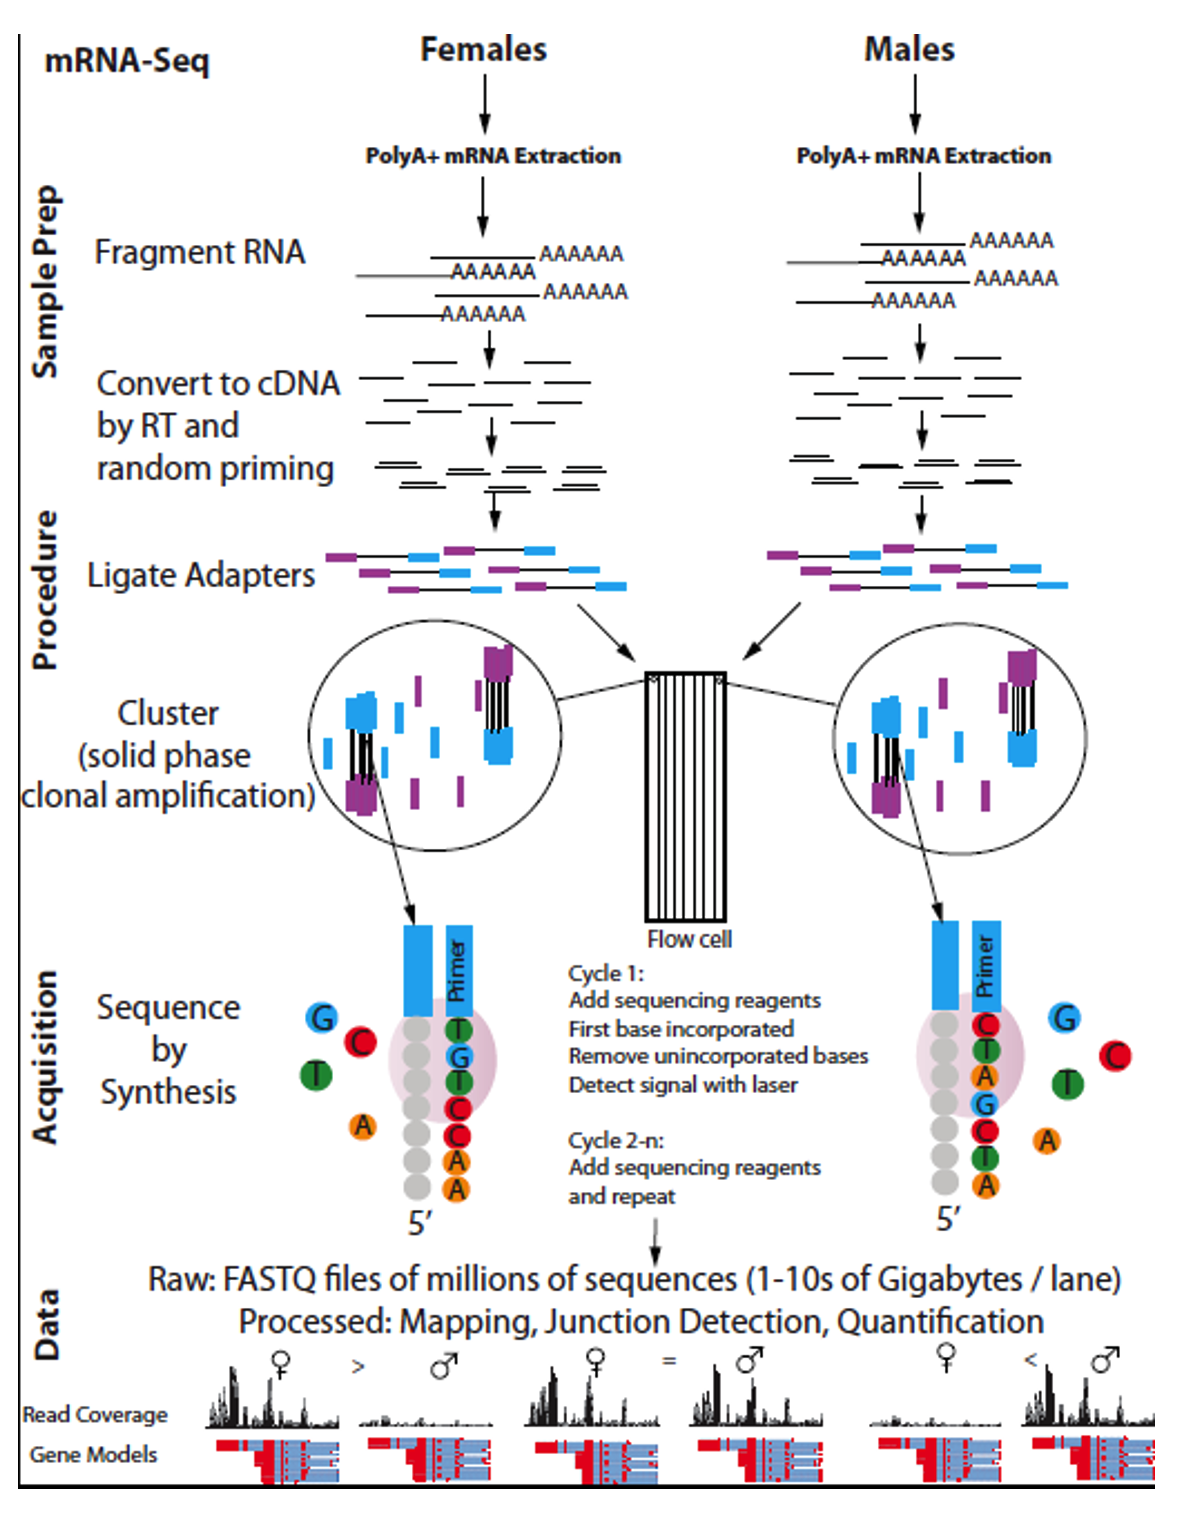 mRNA-Seq
Females
Males
PolyA+ mRNA Extraction
PolyA+ mRNA Extraction
Sample Prep
Fragment RNA
AAAAAA
AAAAAA
AAAAAA
AAAAAA
AAAAAA
AAAAAA
AAAAAA
AAAAAA
Convert to cDNA
by RT and
random priming
Procedure
Ligate Adapters
Cluster
(solid phase
clonal amplification)
Flow cell
Acquisition
Sequence
by
Synthesis
G
C
T
A
Primer
T
G
T
C
C
A
A
5’
Cycle 1:
Add sequencing reagents
First base incorporated
Remove unincorporated bases
Detect signal with laser
Cycle 2-n:
Add sequencing reagents
and repeat
Primer
C
T
A
G
C
T
A
5’
G
C
T
A
Data
Raw: FASTQ files of millions of sequences (1-10s of Gigabytes / lane)
Processed: Mapping, Junction Detection, Quantification
♀ > ♂ ♀ = ♂ ♀ < ♂
Read Coverage
Gene Models